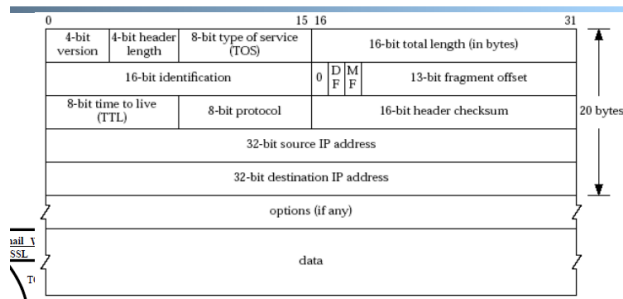 0 15 16 31
4-bit version
4-bit header length
8-bit type of service (TOS)
16-bit total length (in bytes)
16-bit identification
0
D F
M F
13-bit fragment offset
8-bit time to live (TTL)
8-bit protocol
16-bit header checksum
20 bytes
32-bit source IP address
32-bit destination IP address
options (if any)
SSL
data